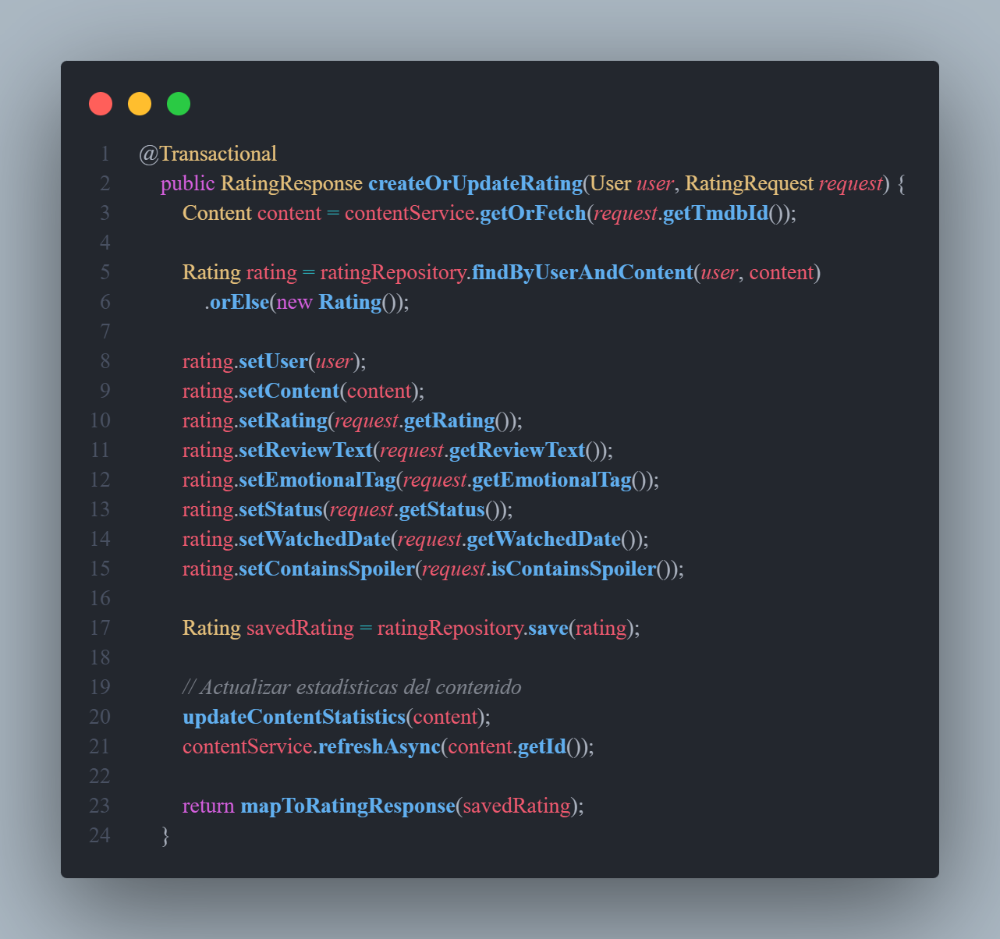 1 @Transactional
2 public RatingResponse createOrUpdateRating(User user, RatingRequest request) {
3 Content content = contentService.getOrFetch(request.getTmdbId());
4
5 Rating rating = ratingRepository.findByUserAndContent(user, content)
6 .orElse(new Rating());
7
8 rating.setUser(user);
9 rating.setContent(content);
10 rating.setRating(request.getRating());
11 rating.setReviewText(request.getReviewText());
12 rating.setEmotionalTag(request.getEmotionalTag());
13 rating.setStatus(request.getStatus());
14 rating.setWatchedDate(request.getWatchedDate());
15 rating.setContainsSpoiler(request.isContainsSpoiler());
16
17 Rating savedRating = ratingRepository.save(rating);
18
19 // Actualizar estadísticas del contenido
20 updateContentStatistics(content);
21 contentService.refreshAsync(content.getId());
22
23 return mapToRatingResponse(savedRating);
24 }